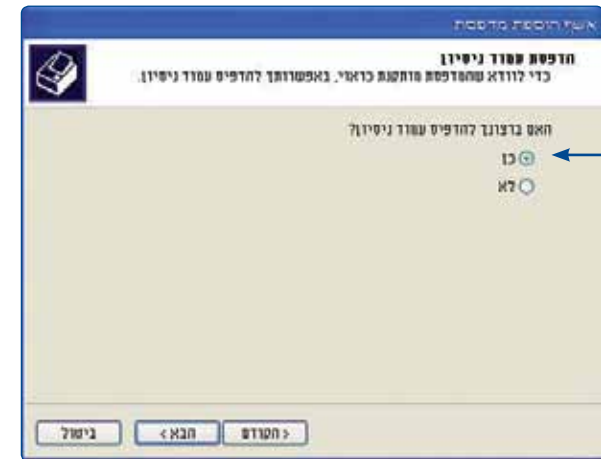 אשף הוספת מדפסת
הדפסת עמוד ניסיון
כדי לוודא שהמדפסת מותקנת כראוי, באפשרותך להדפיס עמוד ניסיון.
האם ברצונך להדפיס עמוד ניסיון?
כן
לא
< הקודם
הבא >
ביטול